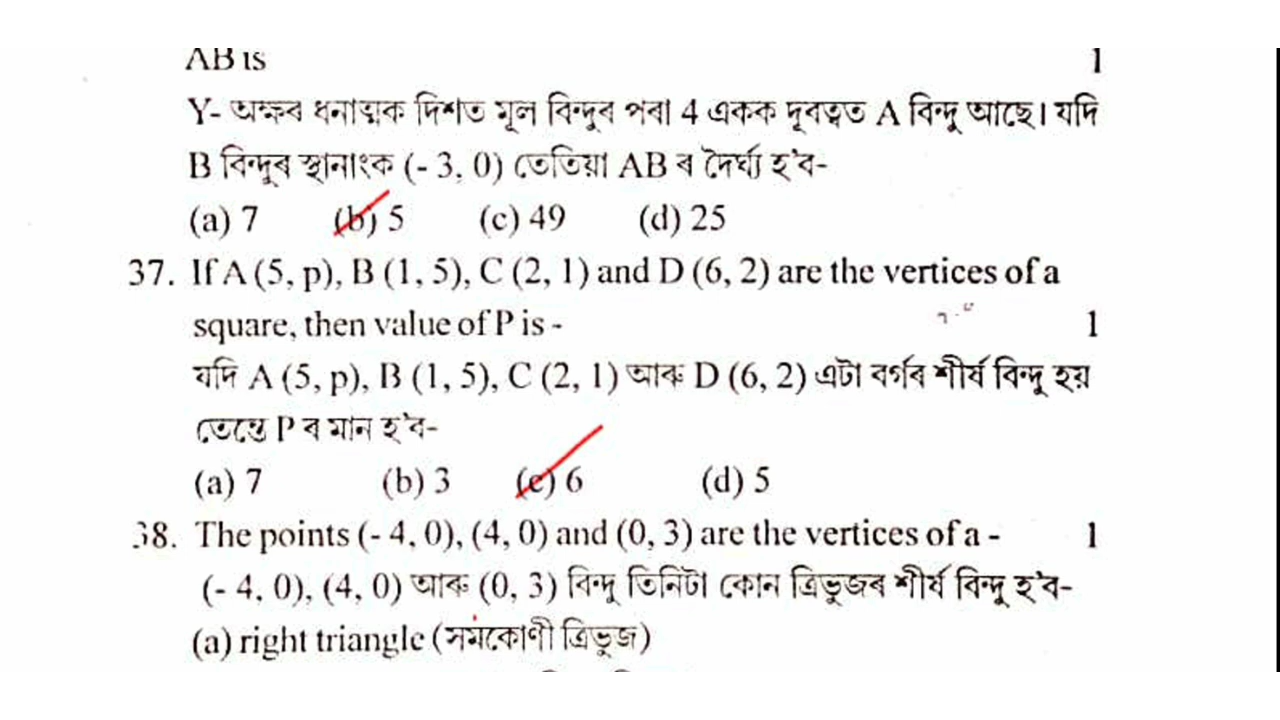 AB is 1
Y- অক্ষৰ ধনাত্মক দিশত মূল বিন্দুৰ পৰা 4 একক দূৰত্বত A বিন্দু আছে। যদি
B বিন্দুৰ স্থানাংক (- 3, 0) তেতিয়া AB ৰ দৈৰ্ঘ্য হ'ব-
(a) 7 (b) 5 (c) 49 (d) 25
37. If A (5, p), B (1, 5), C (2, 1) and D (6, 2) are the vertices of a
square, then value of P is - 1
যদি A (5, p), B (1, 5), C (2, 1) আৰু D (6, 2) এটা বৰ্গৰ শীৰ্ষ বিন্দু হয়
তেন্তে P ৰ মান হ'ব-
(a) 7 (b) 3 (c) 6 (d) 5
38. The points (- 4, 0), (4, 0) and (0, 3) are the vertices of a - 1
(- 4, 0), (4, 0) আৰু (0, 3) বিন্দু তিনিটা কোন ত্ৰিভুজৰ শীৰ্ষ বিন্দু হ'ব-
(a) right triangle (সমকোণী ত্ৰিভুজ)